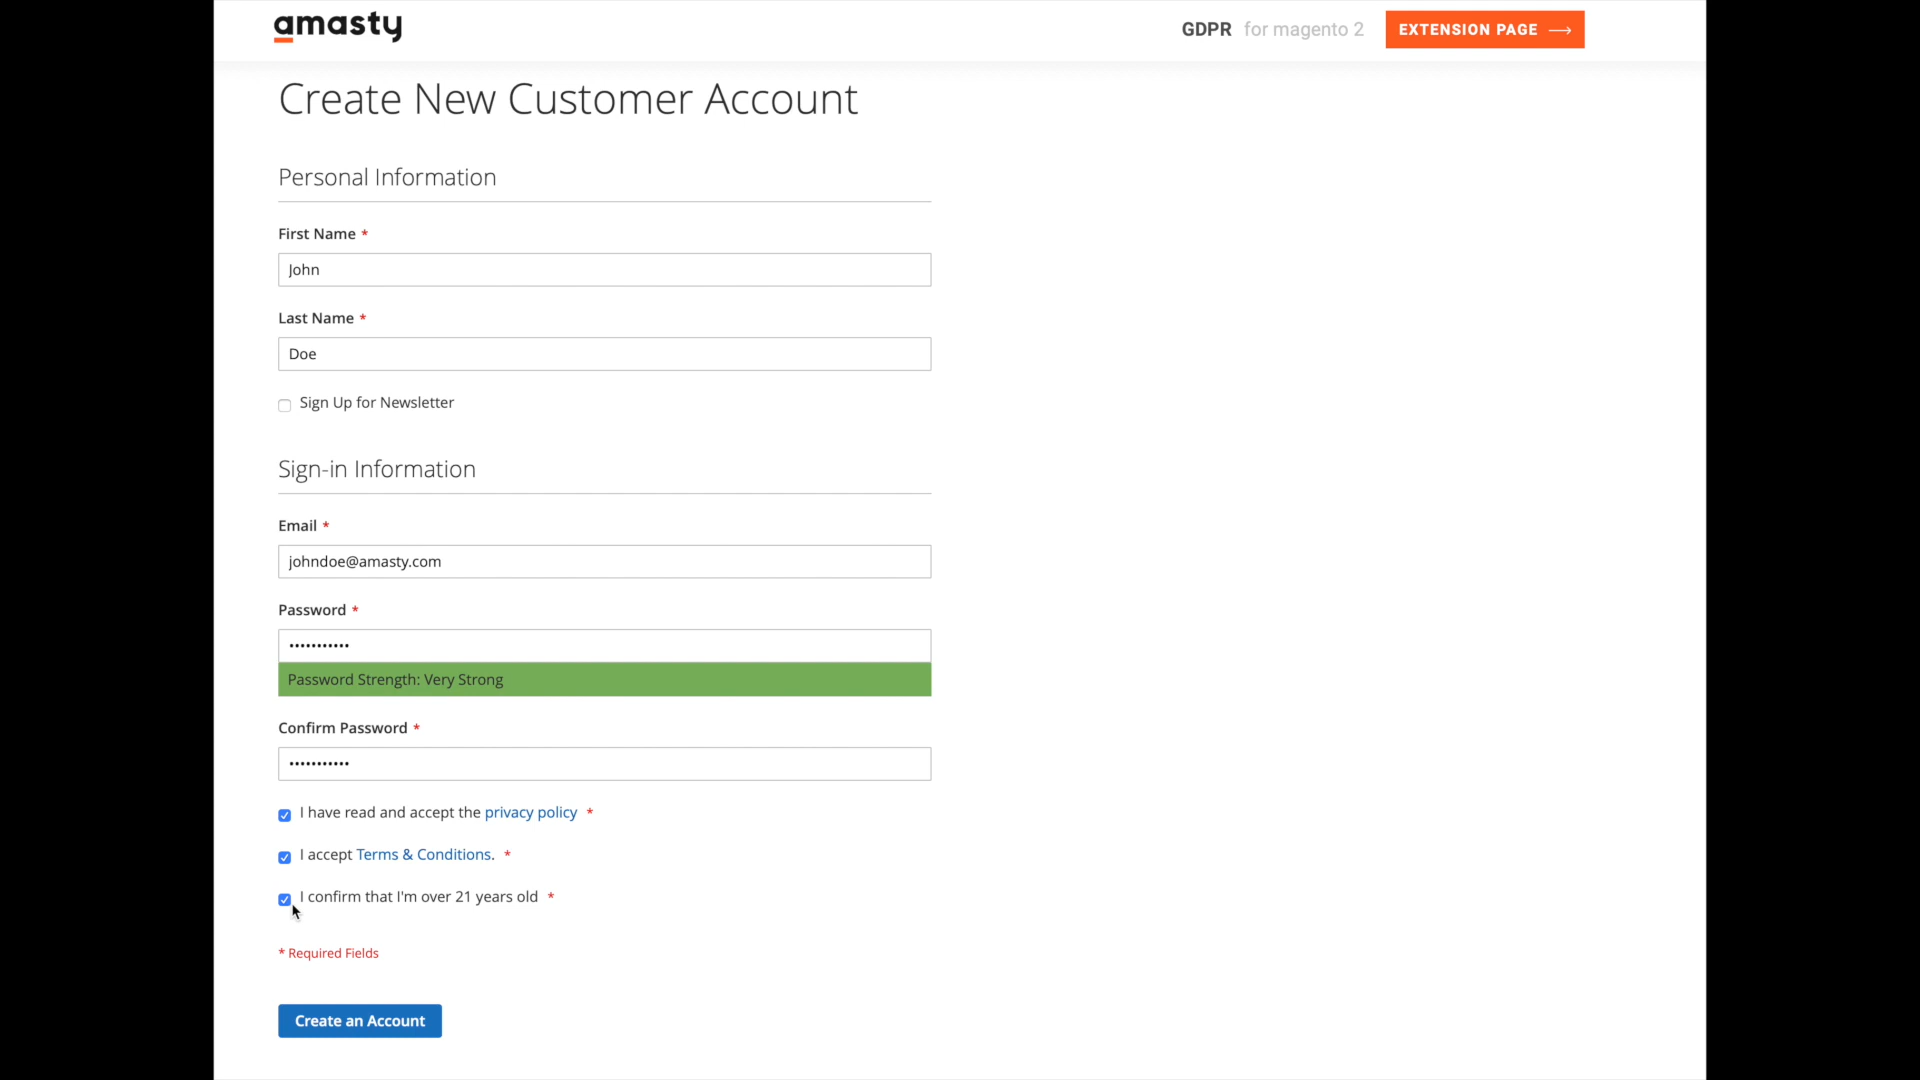 amasty
GDPR for magento 2
EXTENSION PAGE →
Create New Customer Account
Personal Information
First Name *
John
Last Name *
Doe
Sign Up for Newsletter
Sign-in Information
Email *
johndoe@amasty.com
Password *
•••••••••••
Password Strength: Very Strong
Confirm Password *
•••••••••••
I have read and accept the privacy policy *
I accept Terms & Conditions. *
I confirm that I'm over 21 years old *
* Required Fields
Create an Account